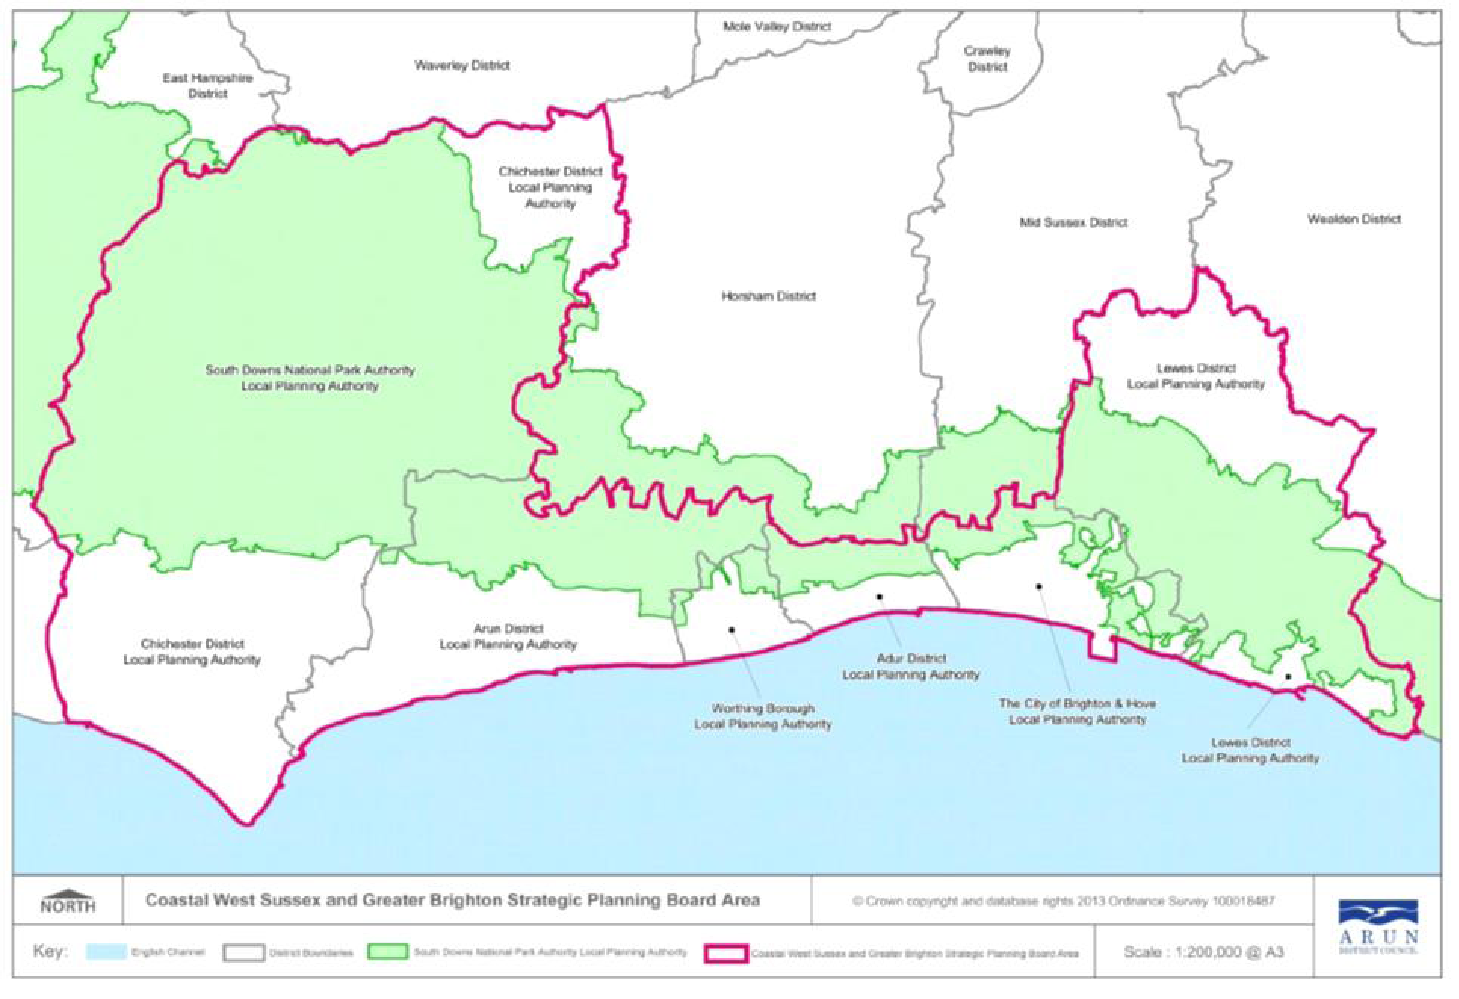 Mole Valley District
Crawley
District
Waverley District
East Hampshire
District
Chichester District
Local Planning
Authority
Mid Sussex District
Wealden District
Horsham District
South Downs National Park Authority
Local Planning Authority
Lewes District
Local Planning Authority
Chichester District
Local Planning Authority
Arun District
Local Planning Authority
Adur District
Local Planning Authority
Worthing Borough
Local Planning Authority
The City of Brighton & Hove
Local Planning Authority
Lewes District
Local Planning Authority
NORTH
Coastal West Sussex and Greater Brighton Strategic Planning Board Area
© Crown copyright and database rights 2013 Ordnance Survey 100018487
Key:
English Channel
District Boundaries
South Downs National Park Authority Local Planning Authority
Coastal West Sussex and Greater Brighton Strategic Planning Board Area
Scale : 1:200,000 @ A3
ARUN
DISTRICT COUNCIL